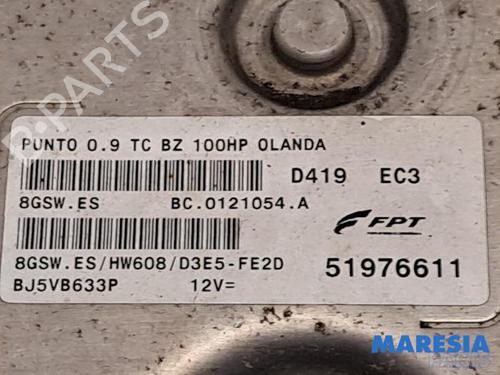 PUNTO 0.9 TC BZ 100HP OLANDA
D419 EC3
8GSW.ES BC.0121054.A
FPT
8GSW.ES/HW608/D3E5-FE2D 51976611
BJ5VB633P 12V=
B-PARTS
MARESIA